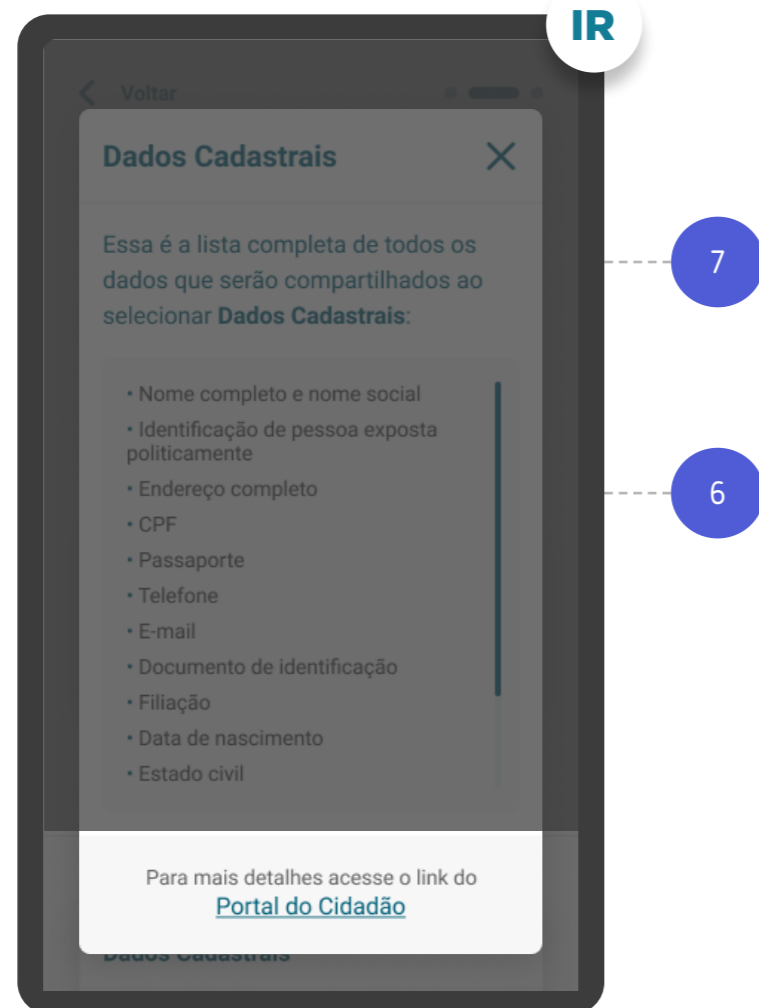 IR
Voltar
Dados Cadastrais
Essa é a lista completa de todos os
dados que serão compartilhados ao
selecionar Dados Cadastrais:
• Nome completo e nome social
• Identificação de pessoa exposta
politicamente
• Endereço completo
• CPF
• Passaporte
• Telefone
• E-mail
• Documento de identificação
• Filiação
• Data de nascimento
• Estado civil
Para mais detalhes acesse o link do
Portal do Cidadão
Dados Cadastrais
7
6